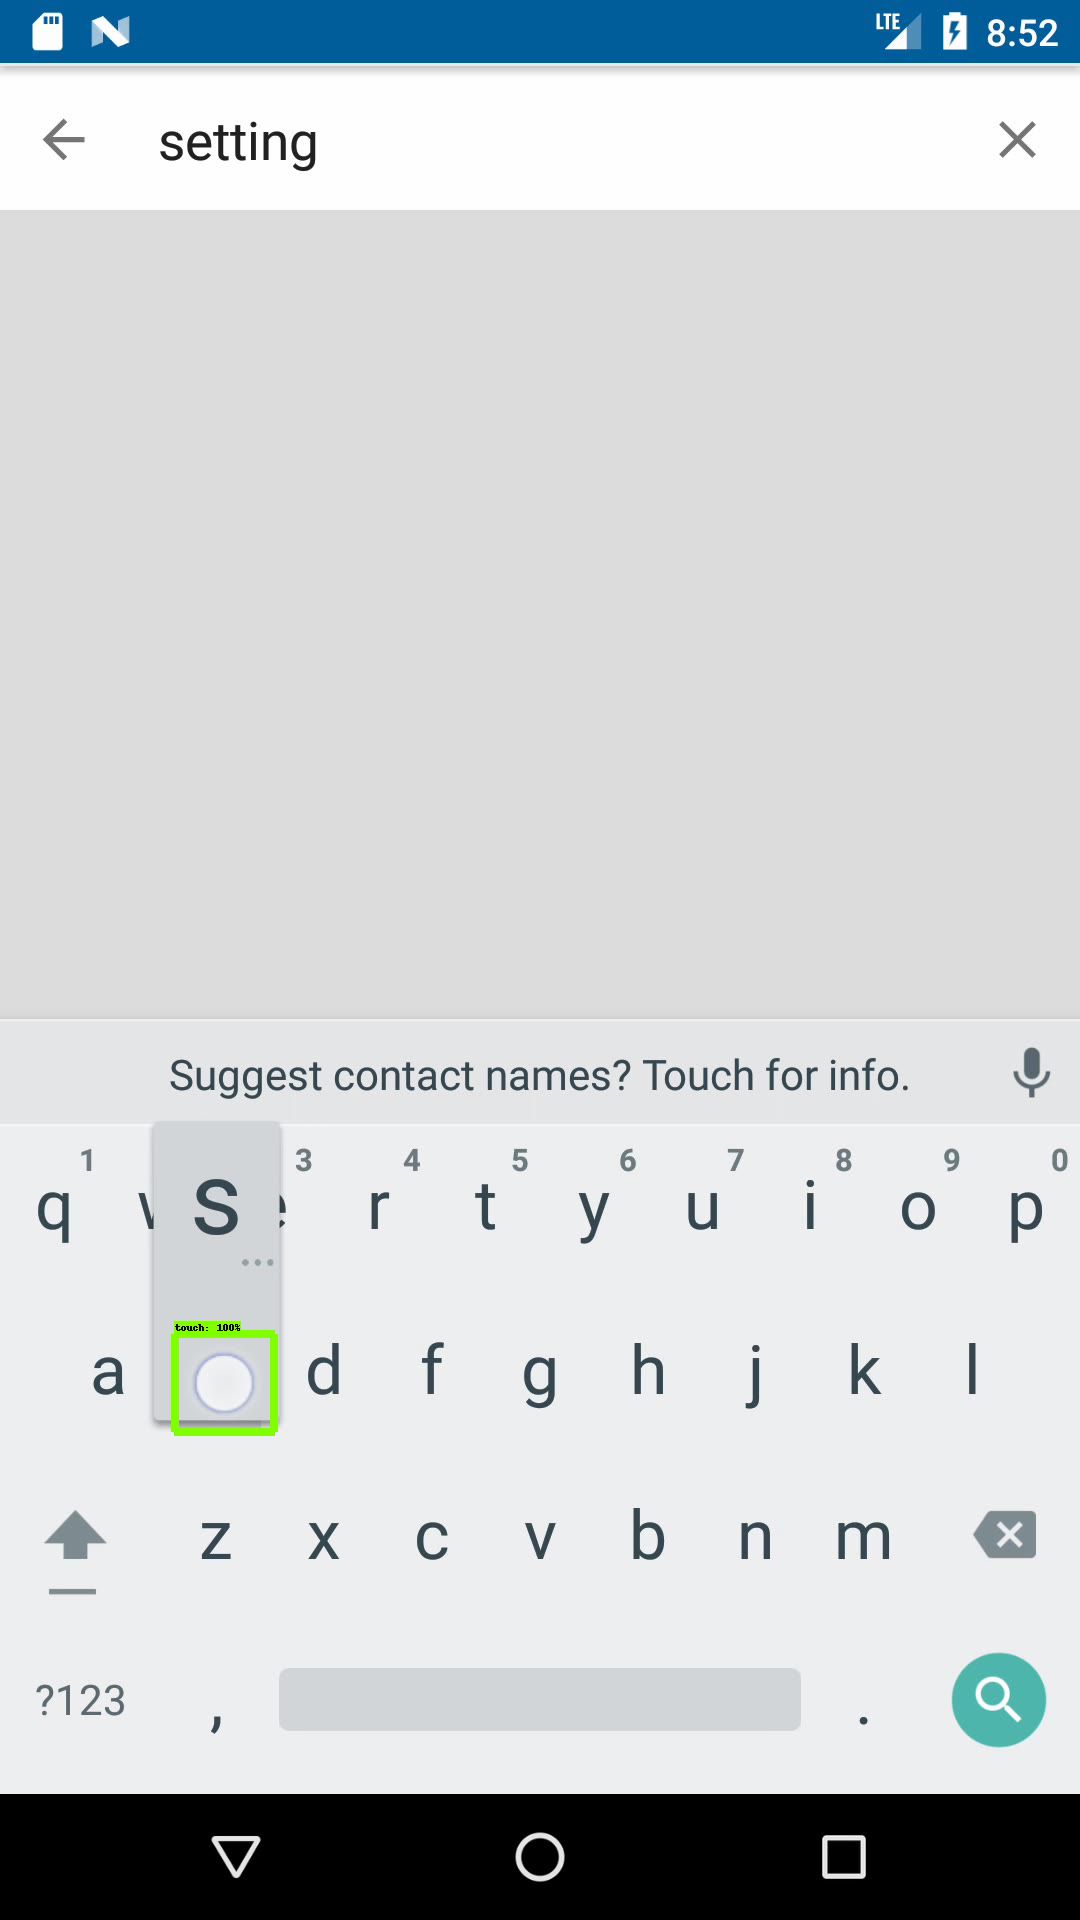 LTE 8:52
setting
Suggest contact names? Touch for info.
1 3 4 5 6 7 8 9 0
q s r t y u i o p
touch: 100%
a d f g h j k l
z x c v b n m
?123 , .